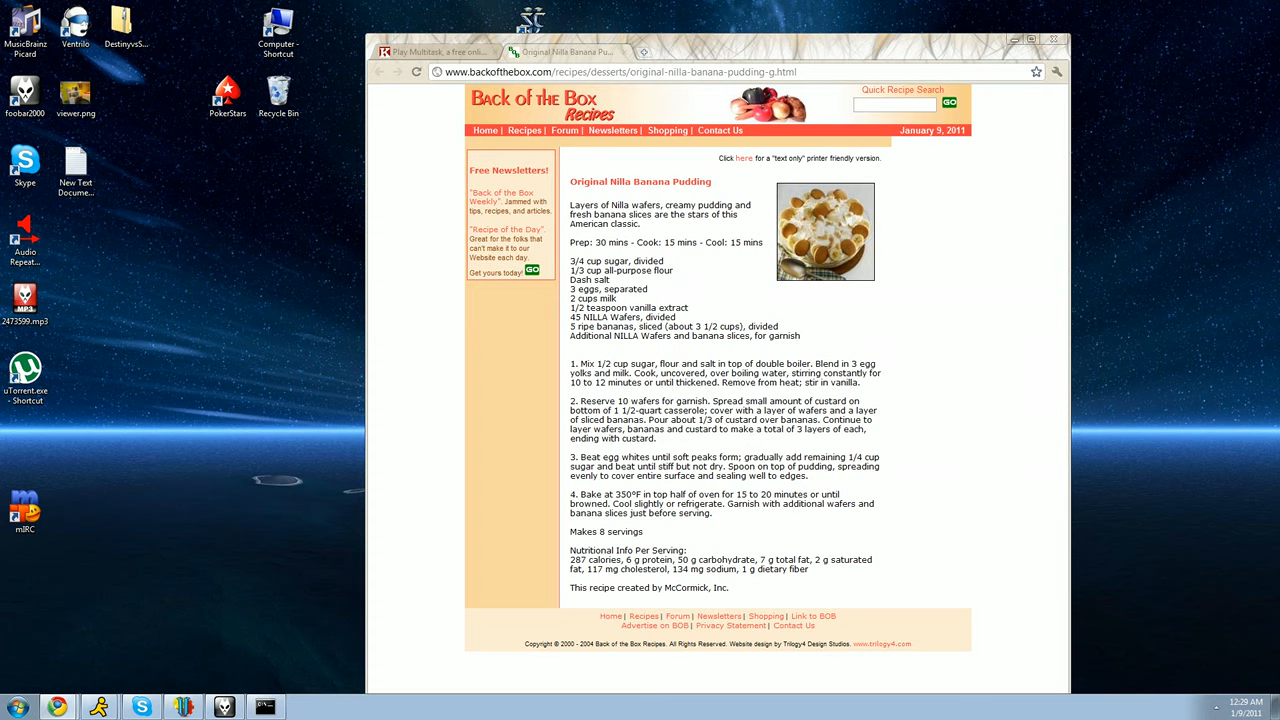 MusicBrainz
Picard
Ventrilo
DestinyvsS...
Computer -
Shortcut
foobar2000
viewer.png
PokerStars
Recycle Bin
Skype
New Text
Docume...
Audio
Repeat...
MP3
2473599.mp3
uTorrent.exe
- Shortcut
mIRC
SC
Play Multitask, a free onli...
Original Nilla Banana Pu...
www.backofthebox.com/recipes/desserts/original-nilla-banana-pudding-g.html
Back of the Box
Recipes
Quick Recipe Search
GO
Home | Recipes | Forum | Newsletters | Shopping | Contact Us
January 9, 2011
Free Newsletters!
"Back of the Box
Weekly". Jammed with
tips, recipes, and articles.
"Recipe of the Day".
Great for the folks that
can't make it to our
Website each day.
Get yours today! GO
Click here for a "text only" printer friendly version.
Original Nilla Banana Pudding
Layers of Nilla wafers, creamy pudding and
fresh banana slices are the stars of this
American classic.
Prep: 30 mins - Cook: 15 mins - Cool: 15 mins
3/4 cup sugar, divided
1/3 cup all-purpose flour
Dash salt
3 eggs, separated
2 cups milk
1/2 teaspoon vanilla extract
45 NILLA Wafers, divided
5 ripe bananas, sliced (about 3 1/2 cups), divided
Additional NILLA Wafers and banana slices, for garnish
1. Mix 1/2 cup sugar, flour and salt in top of double boiler. Blend in 3 egg
yolks and milk. Cook, uncovered, over boiling water, stirring constantly for
10 to 12 minutes or until thickened. Remove from heat; stir in vanilla.
2. Reserve 10 wafers for garnish. Spread small amount of custard on
bottom of 1 1/2-quart casserole; cover with a layer of wafers and a layer
of sliced bananas. Pour about 1/3 of custard over bananas. Continue to
layer wafers, bananas and custard to make a total of 3 layers of each,
ending with custard.
3. Beat egg whites until soft peaks form; gradually add remaining 1/4 cup
sugar and beat until stiff but not dry. Spoon on top of pudding, spreading
evenly to cover entire surface and sealing well to edges.
4. Bake at 350°F in top half of oven for 15 to 20 minutes or until
browned. Cool slightly or refrigerate. Garnish with additional wafers and
banana slices just before serving.
Makes 8 servings
Nutritional Info Per Serving:
287 calories, 6 g protein, 50 g carbohydrate, 7 g total fat, 2 g saturated
fat, 117 mg cholesterol, 134 mg sodium, 1 g dietary fiber
This recipe created by McCormick, Inc.
Home | Recipes | Forum | Newsletters | Shopping | Link to BOB
Advertise on BOB | Privacy Statement | Contact Us
Copyright © 2000 - 2004 Back of the Box Recipes. All Rights Reserved. Website design by Trilogy4 Design Studios. www.trilogy4.com
12:29 AM
1/9/2011